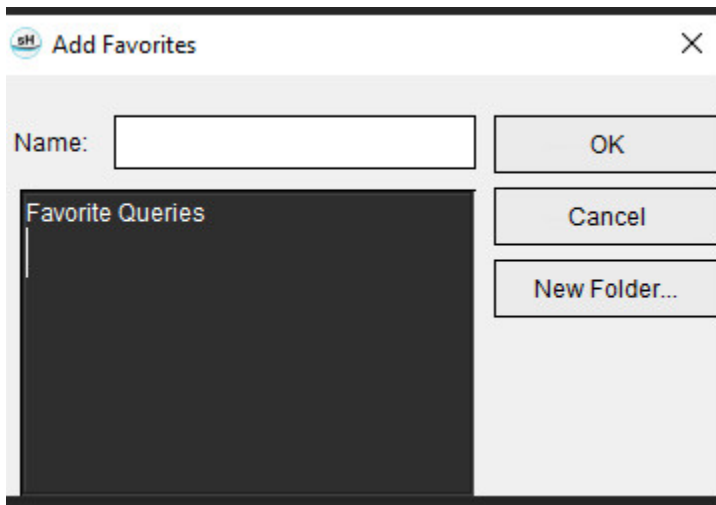 sH Add Favorites
Name:
OK
Favorite Queries
Cancel
New Folder...